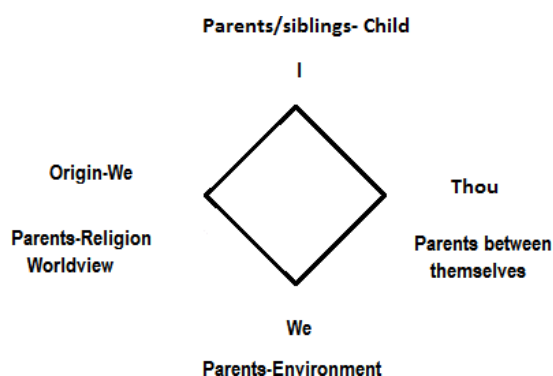 Parents/siblings- Child
I
Origin-We
Thou
Parents-Religion
Worldview
Parents between
themselves
We
Parents-Environment